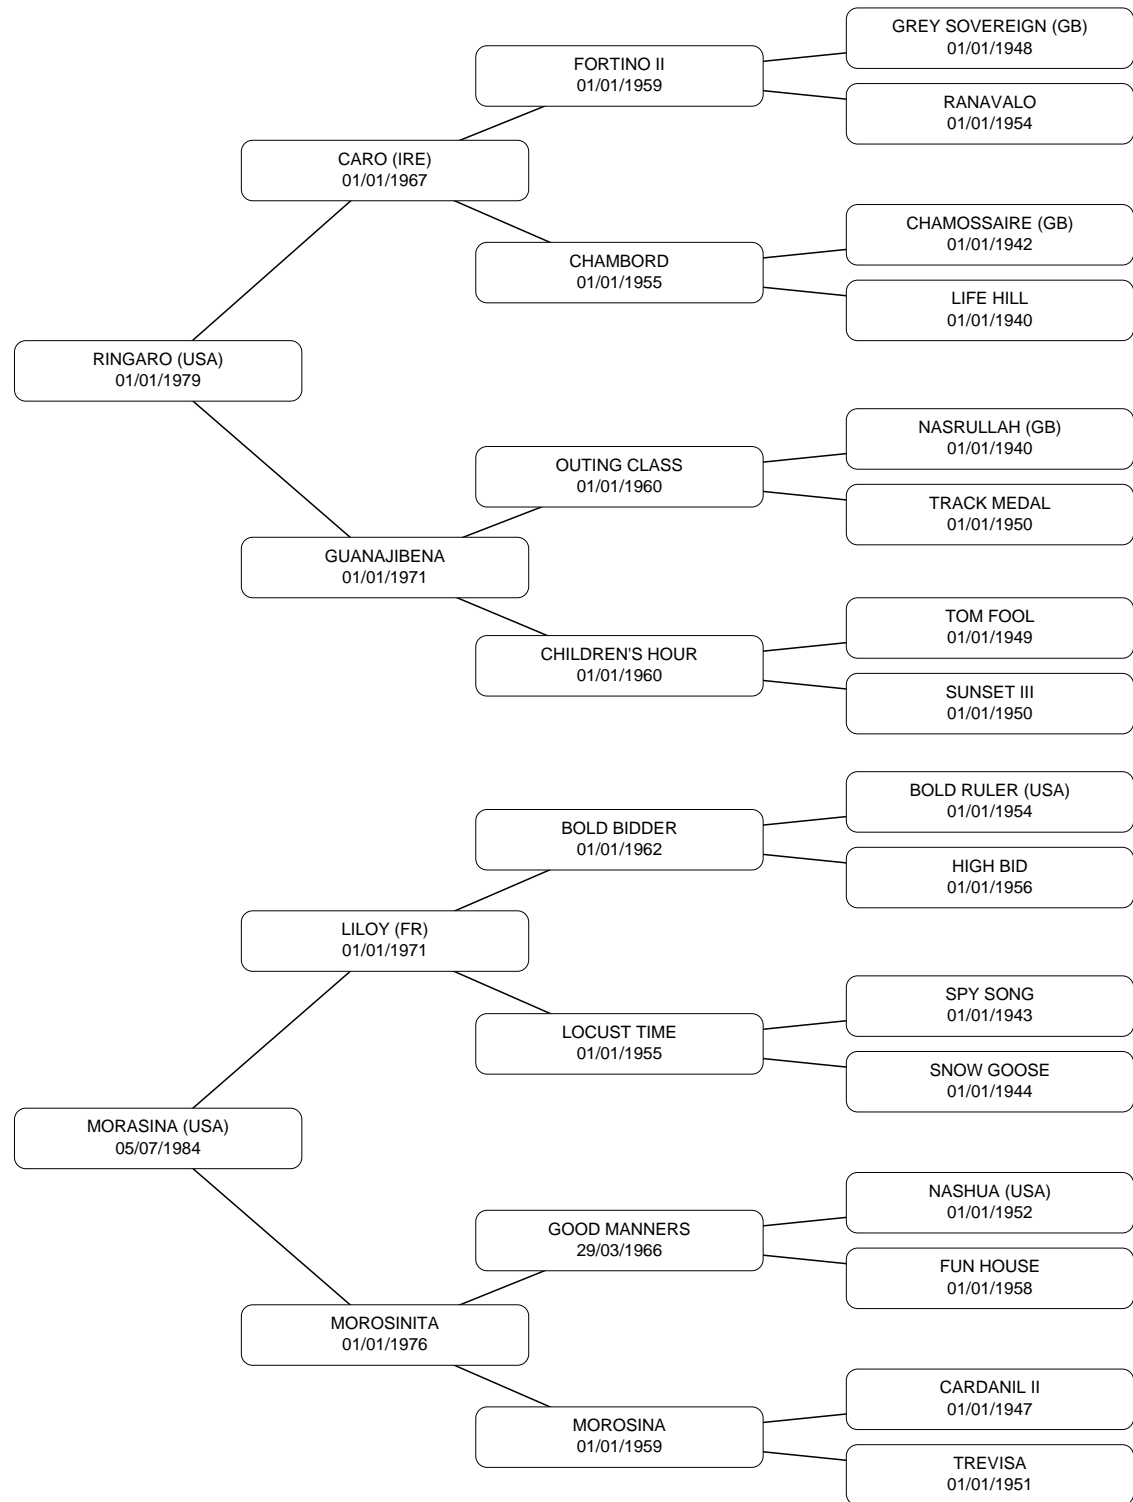 GREY SOVEREIGN (GB)
01/01/1948
FORTINO II
01/01/1959
RANAVALO
01/01/1954
CARO (IRE)
01/01/1967
CHAMOSSAIRE (GB)
01/01/1942
CHAMBORD
01/01/1955
LIFE HILL
01/01/1940
RINGARO (USA)
01/01/1979
NASRULLAH (GB)
01/01/1940
OUTING CLASS
01/01/1960
TRACK MEDAL
01/01/1950
GUANAJIBENA
01/01/1971
TOM FOOL
01/01/1949
CHILDREN'S HOUR
01/01/1960
SUNSET III
01/01/1950
BOLD RULER (USA)
01/01/1954
BOLD BIDDER
01/01/1962
HIGH BID
01/01/1956
LILOY (FR)
01/01/1971
SPY SONG
01/01/1943
LOCUST TIME
01/01/1955
SNOW GOOSE
01/01/1944
MORASINA (USA)
05/07/1984
NASHUA (USA)
01/01/1952
GOOD MANNERS
29/03/1966
FUN HOUSE
01/01/1958
MOROSINITA
01/01/1976
CARDANIL II
01/01/1947
MOROSINA
01/01/1959
TREVISA
01/01/1951